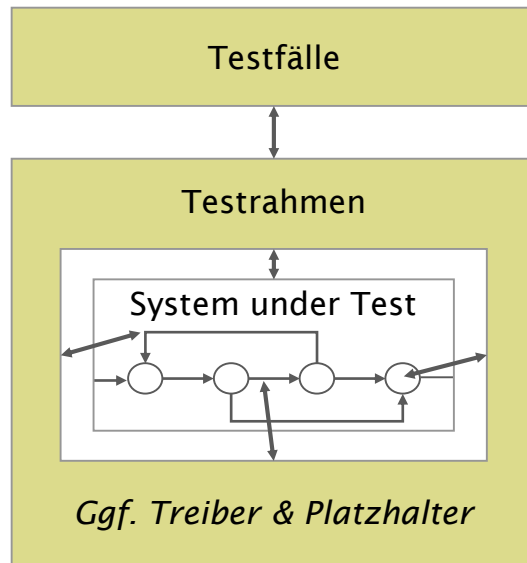 Testfälle
Testrahmen
System under Test
Ggf. Treiber & Platzhalter